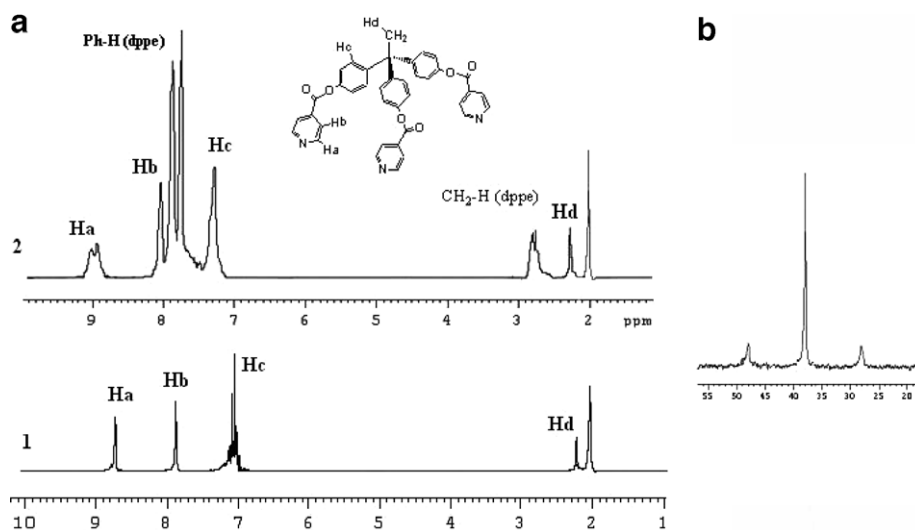 a
b
Ph-H (dppe)
Hd
CH2
Hc
O
O
O
O
O
O
N
N
N
Hb
Ha
Ha
Hb
Hc
CH2-H (dppe)
Hd
2
9 8 7 6 5 4 3 2 ppm
Ha
Hb
Hc
Hd
1
10 9 8 7 6 5 4 3 2 1
55 50 45 40 35 30 25 20